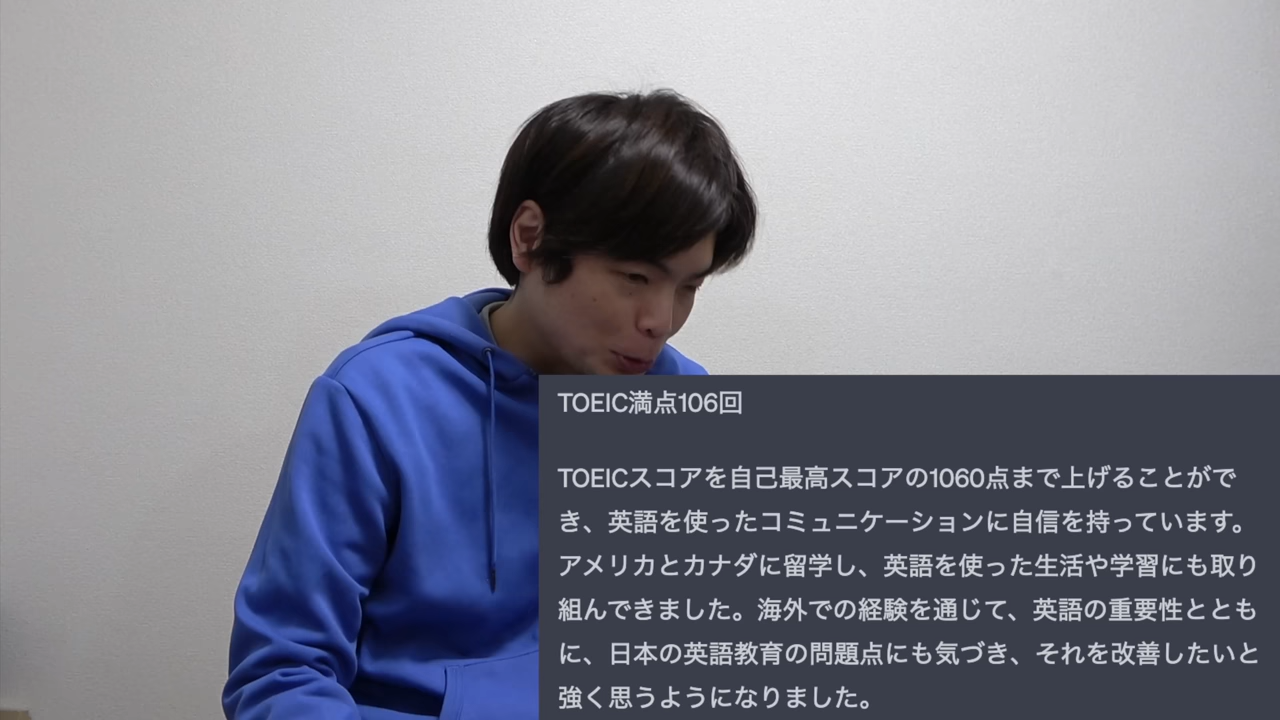 TOEIC満点106回
TOEICスコアを自己最高スコアの1060点まで上げることがで
き、英語を使ったコミュニケーションに自信を持っています。
アメリカとカナダに留学し、英語を使った生活や学習にも取り
組んできました。海外での経験を通じて、英語の重要性ととも
に、日本の英語教育の問題点にも気づき、それを改善したいと
強く思うようになりました。